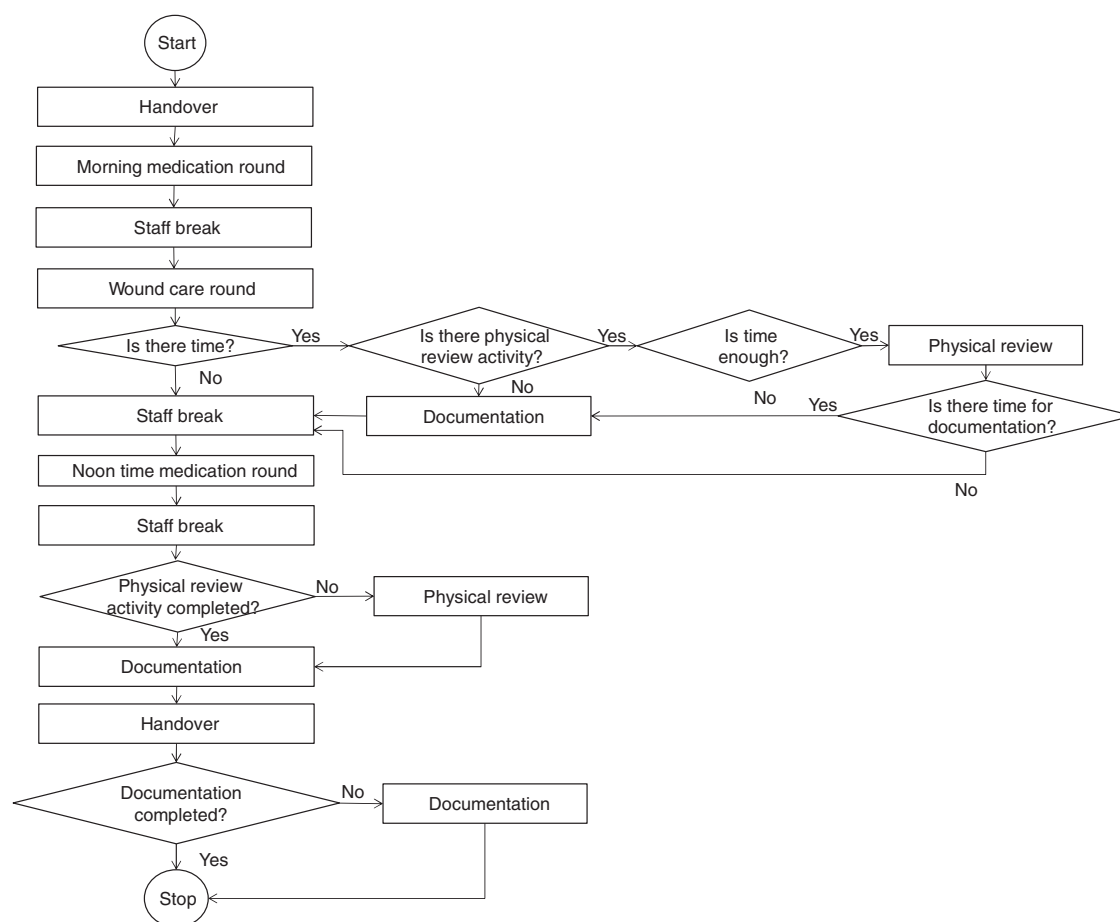 Start
Handover
Morning medication round
Staff break
Wound care round
Is there time?
Yes
Is there physical
review activity?
Yes
Is time
enough?
Yes
Physical review
No
No
No
Yes
Is there time for
documentation?
Staff break
Documentation
No
Noon time medication round
Staff break
Physical review
activity completed?
No
Physical review
Yes
Documentation
Handover
Documentation
completed?
No
Documentation
Yes
Stop